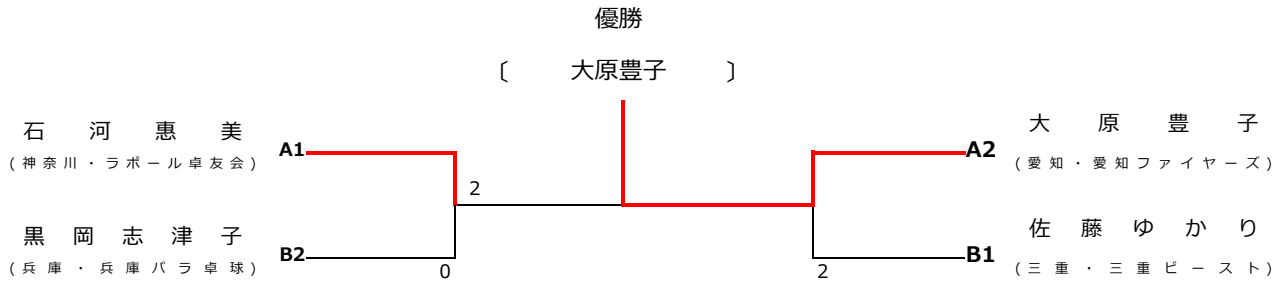 優勝
〔 大原豊子 〕
石河惠美
(神奈川・ラポール卓友会)
A1
大原豊子
A2
(愛知・愛知ファイヤーズ)
2
黒岡志津子
B2
(兵庫・兵庫パラ卓球)
0
佐藤ゆかり
B1
(三重・三重ビースト)
2